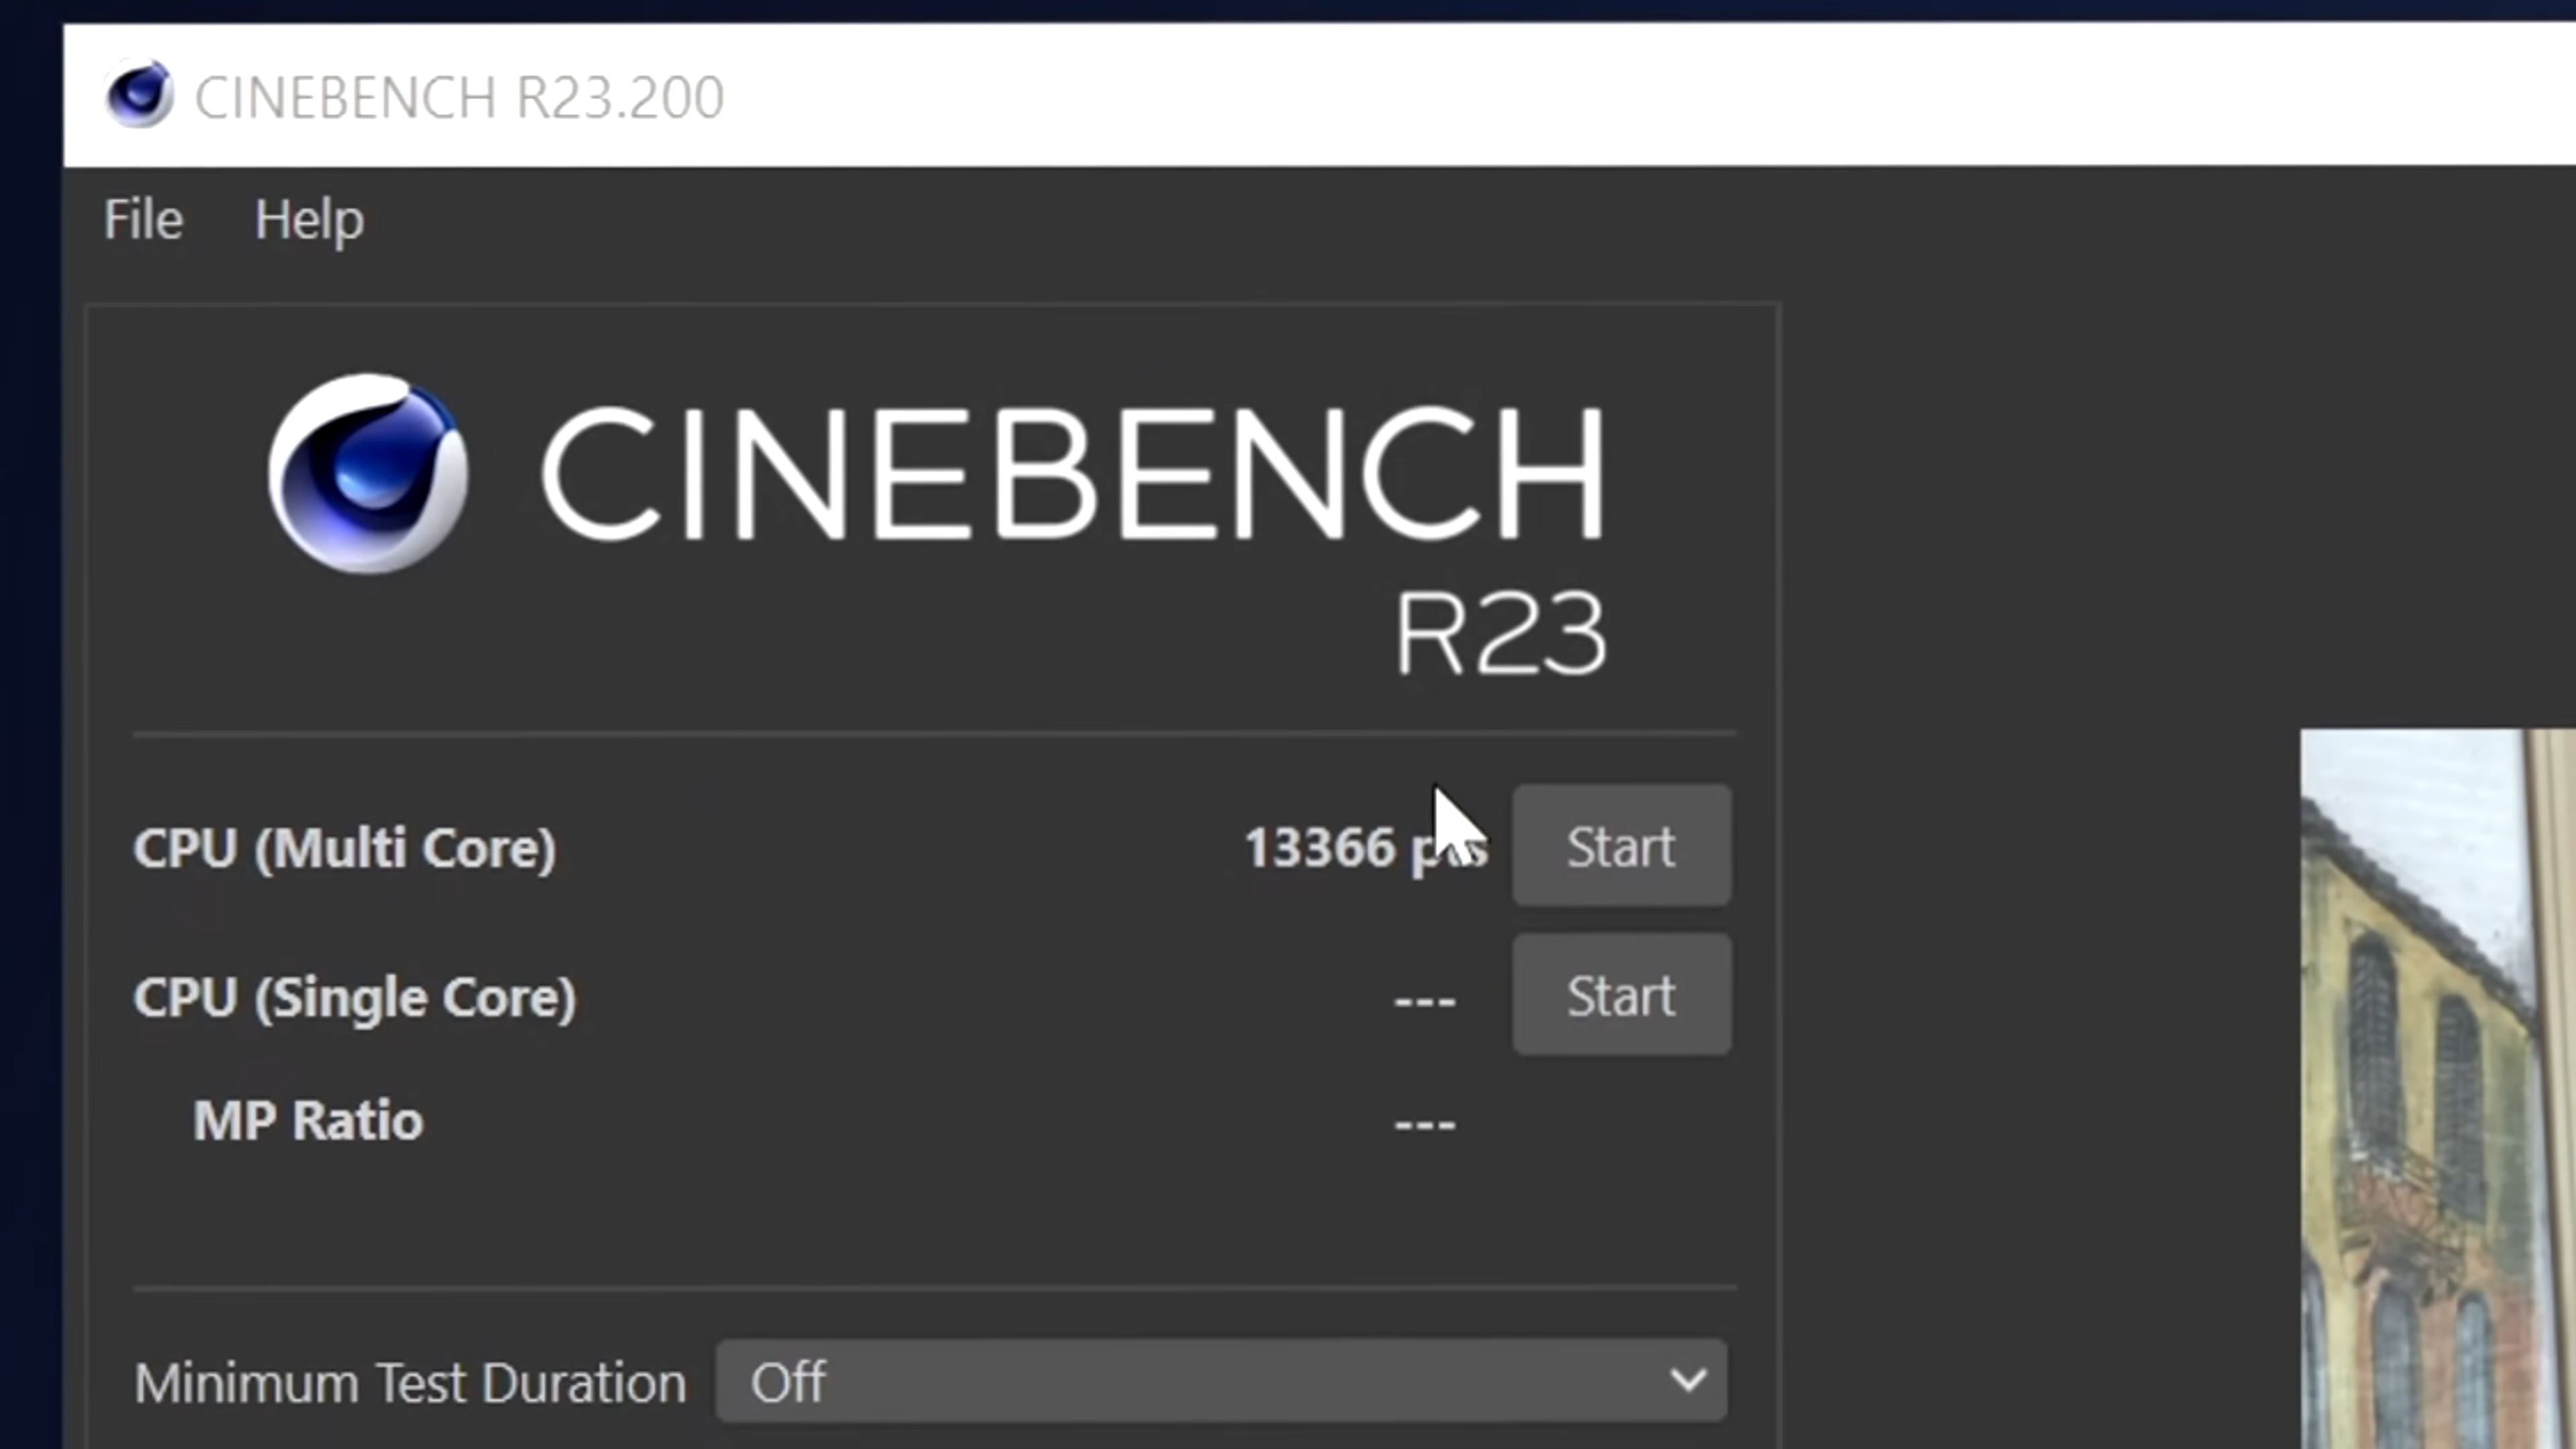 CINEBENCH R23.200
File Help
CINEBENCH
R23
CPU (Multi Core) 13366 pts Start
CPU (Single Core) --- Start
MP Ratio ---
Minimum Test Duration Off